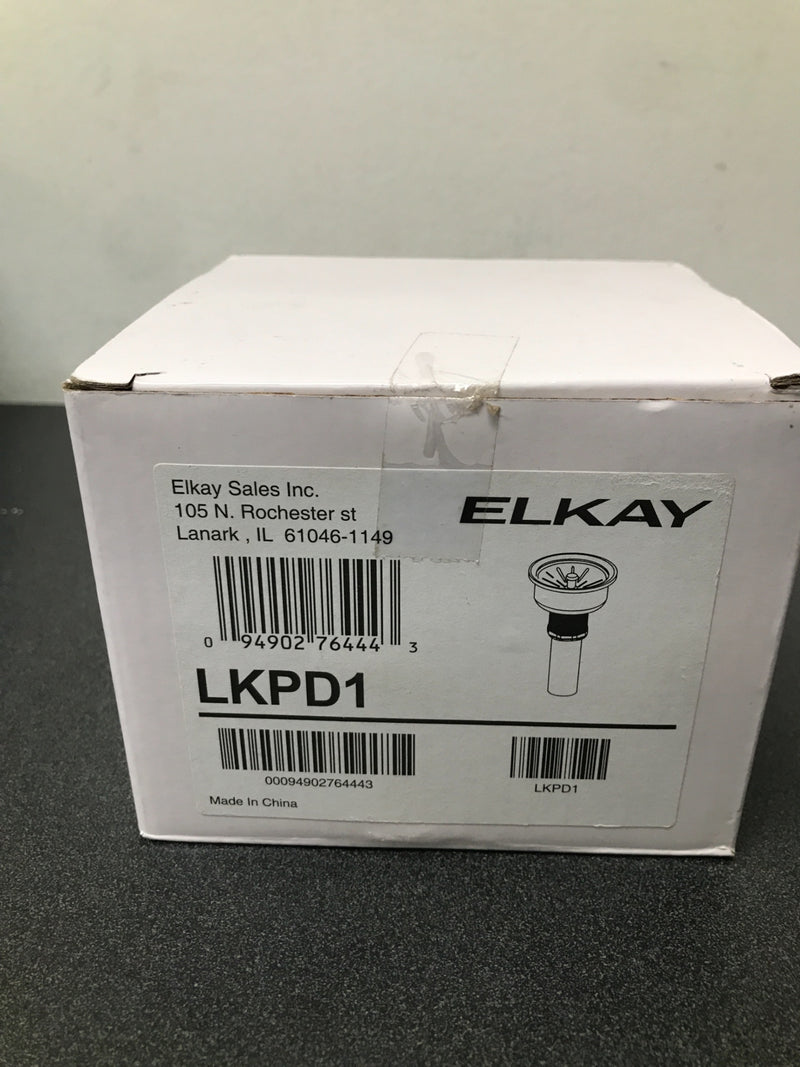 Elkay Sales Inc.
105 N. Rochester st
Lanark , IL 61046-1149
ELKAY
0 94902 76444 3
LKPD1
00094902764443
LKPD1
Made In China